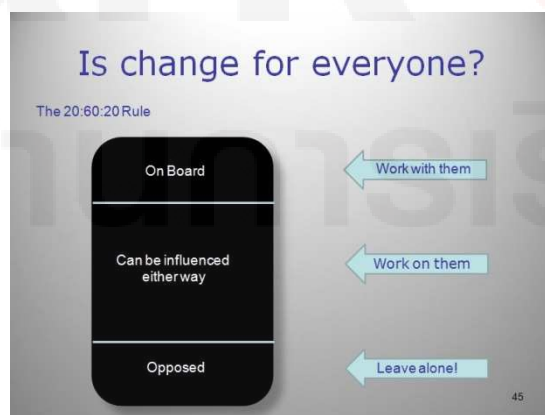 Is change for everyone?
The 20:60:20 Rule
On Board
Work with them
Can be influenced
either way
Work on them
Opposed
Leave alone!
45